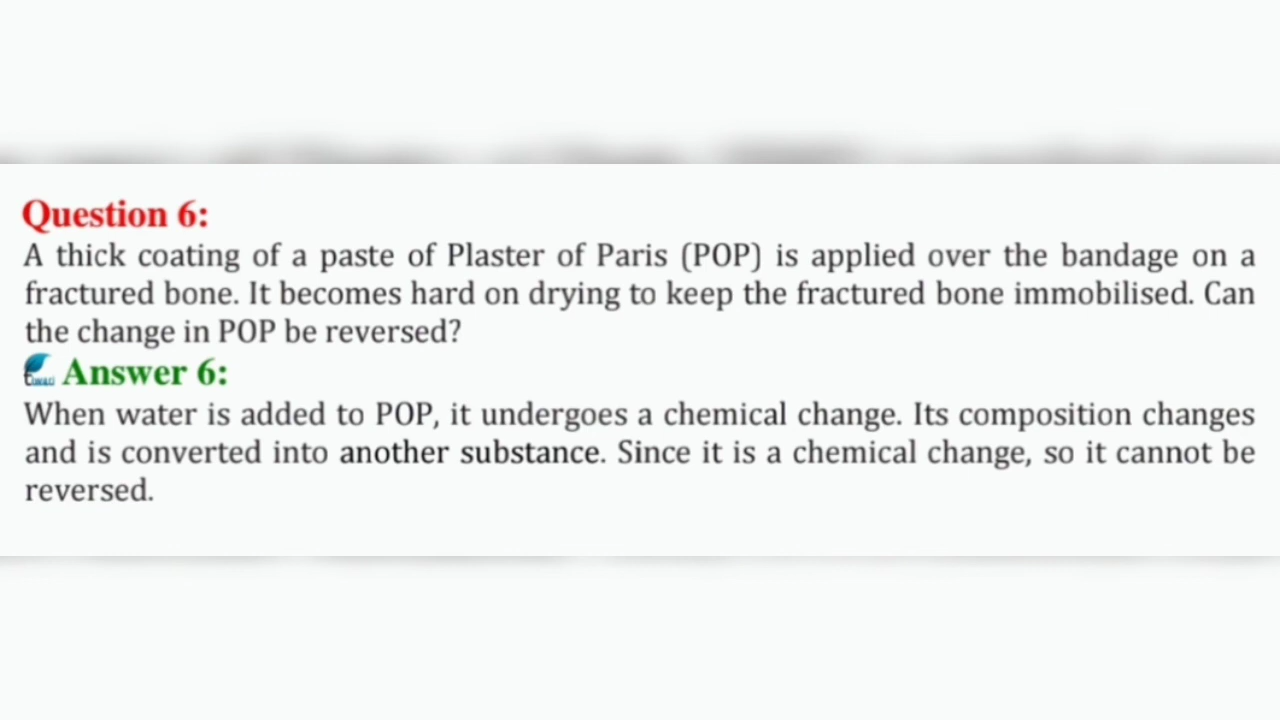 Question 6:
A thick coating of a paste of Plaster of Paris (POP) is applied over the bandage on a
fractured bone. It becomes hard on drying to keep the fractured bone immobilised. Can
the change in POP be reversed?
Answer 6:
When water is added to POP, it undergoes a chemical change. Its composition changes
and is converted into another substance. Since it is a chemical change, so it cannot be
reversed.